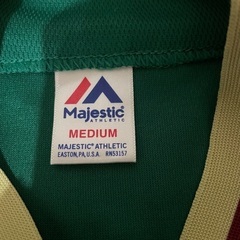 Majestic
ATHLETIC
MEDIUM
MAJESTIC® ATHLETIC
EASTON, PA, U.S.A. RN53157